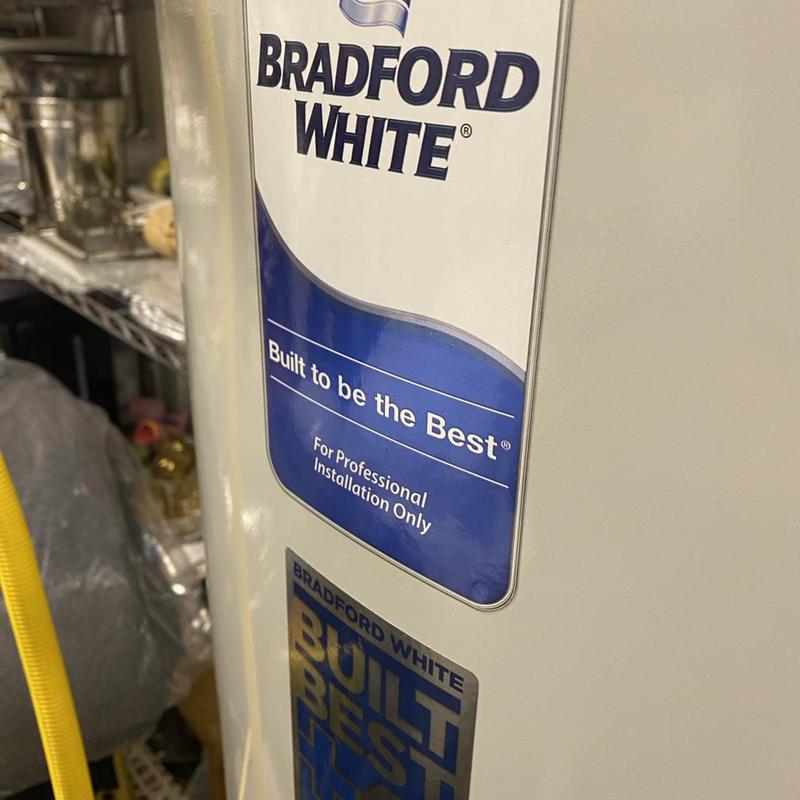 BRADFORD
WHITE®
Built to be the Best®
For Professional
Installation Only
BRADFORD WHITE
BUILT
BEST